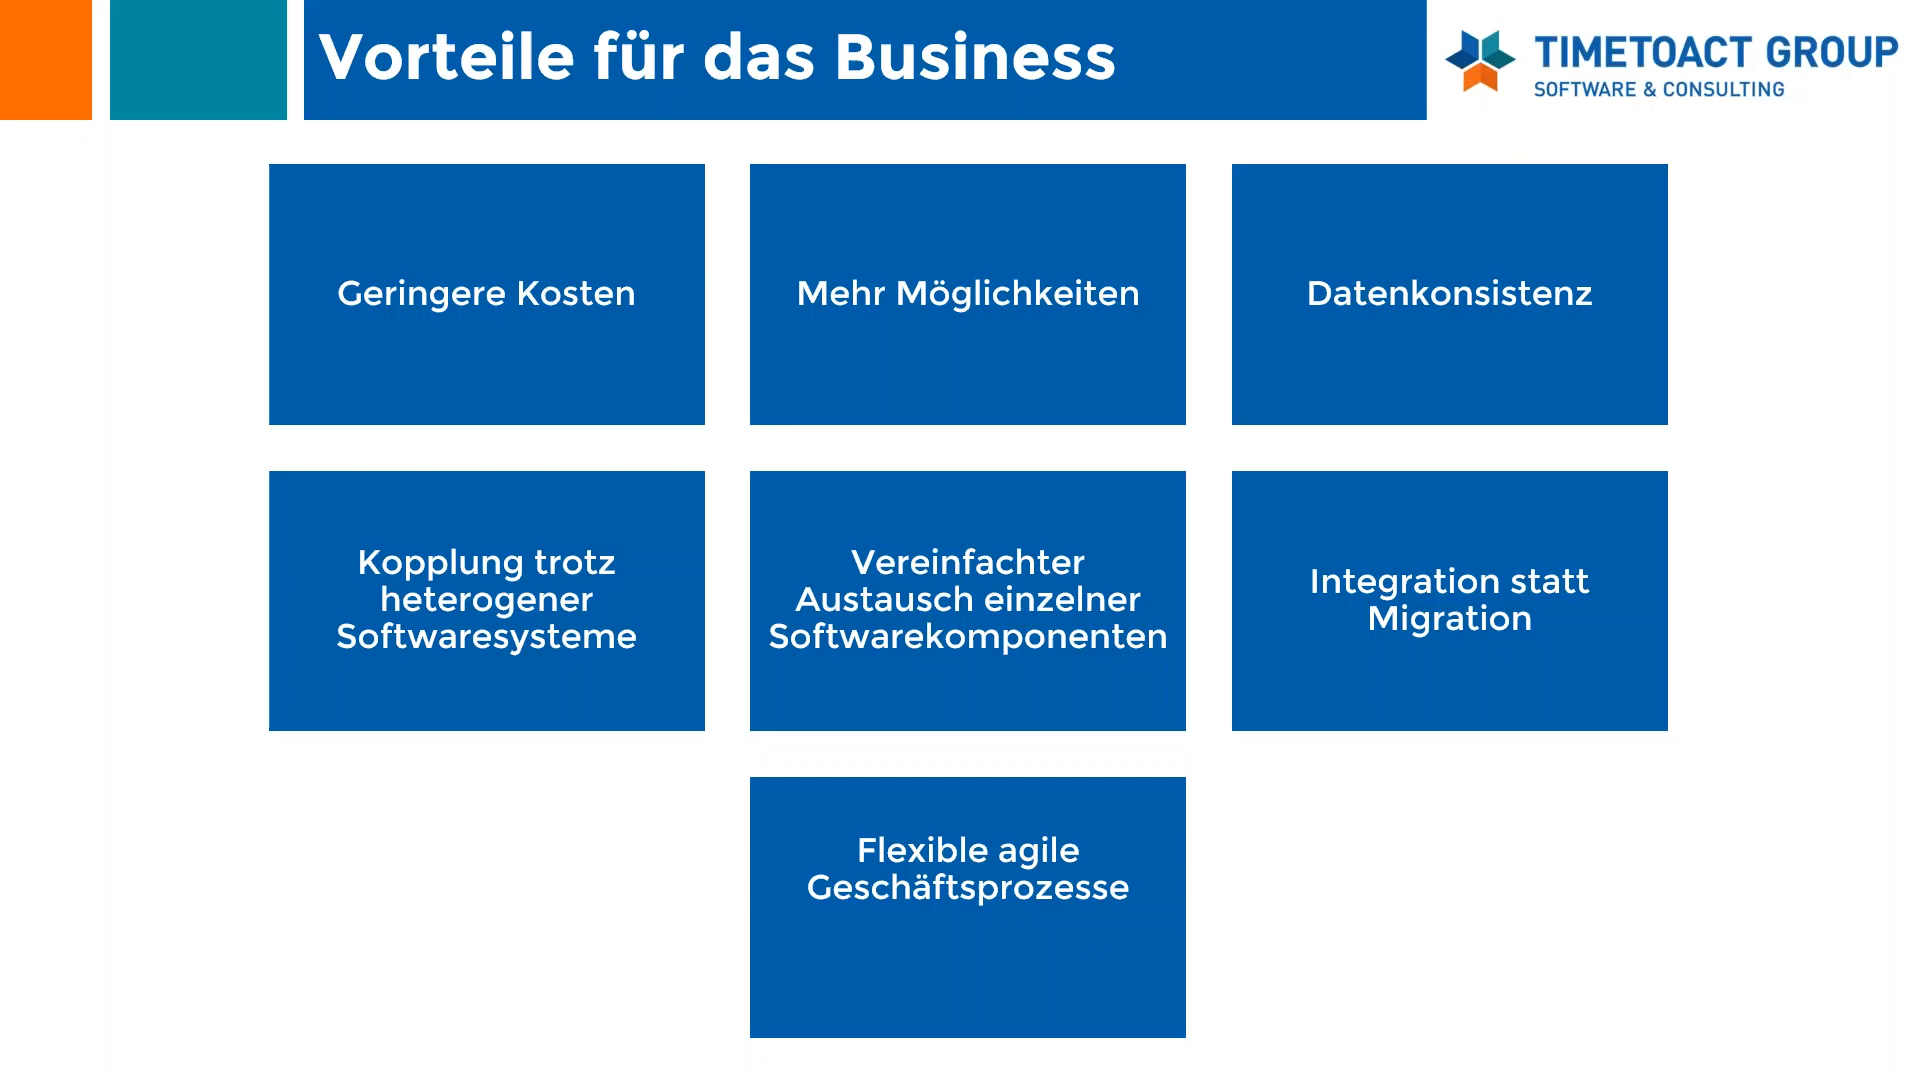 Vorteile für das Business
TIMETOACT GROUP
SOFTWARE & CONSULTING
Geringere Kosten
Mehr Möglichkeiten
Datenkonsistenz
Kopplung trotz
heterogener
Softwaresysteme
Vereinfachter
Austausch einzelner
Softwarekomponenten
Integration statt
Migration
Flexible agile
Geschäftsprozesse